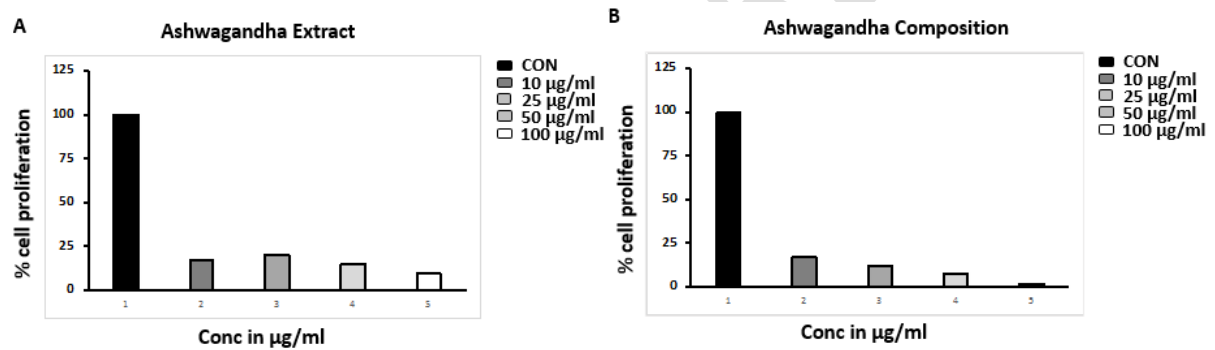 A
Ashwagandha Extract
125
100
75
50
25
0
% cell proliferation
1 2 3 4 5
Conc in µg/ml
CON
10 µg/ml
25 µg/ml
50 µg/ml
100 µg/ml
B
Ashwagandha Composition
125
100
75
50
25
0
% cell proliferation
1 2 3 4 5
Conc in µg/ml
CON
10 µg/ml
25 µg/ml
50 µg/ml
100 µg/ml